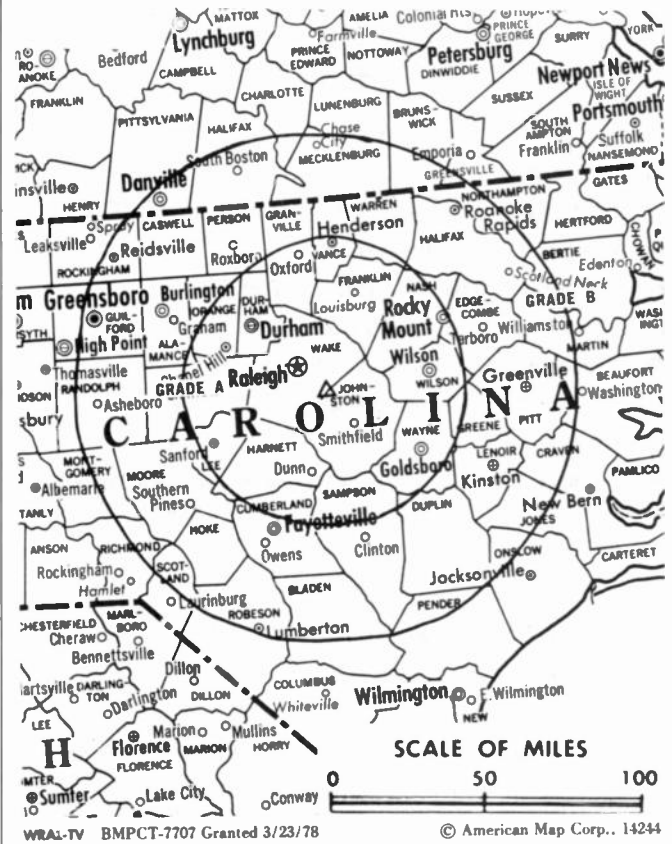 MATTOX
AMELIA
Colonial Hts.
PRINCE GEORGE
SURRY
YORK
Lynchburg
Farmville
Bedford
PRINCE EDWARD
NOTTOWAY
Petersburg
DINWIDDIE
RO-
ANOKE
CAMPBELL
Newport News
ISLE OF WIGHT
FRANKLIN
CHARLOTTE
LUNENBURG
BRUNS-
WICK
SUSSEX
Portsmouth
PITTSYLVANIA
HALIFAX
Chase City
SOUTH
AMPTON
Suffolk
South Boston
MECKLENBURG
Emporia
Franklin
NANSEMOND
insville
HENRY
Danville
GREENSVILLE
GATES
Spray
CASWELL
PERSON
GRAN-
VILLE
WARREN
NORTHAMPTON
Leaksville
Reidsville
Roxboro
Henderson
VANCE
Roanoke Rapids
HERTFORD
HALIFAX
ROCKINGHAM
Oxford
BERTIE
CHOWAN
FRANKLIN
NASH
Scotland Neck
Edenton
m Greensboro
Burlington
ORANGE
DUR-
HAM
Louisburg
Rocky Mount
EDGE-
COMBE
GRADE B
GUIL-
FORD
Graham
Durham
Tarboro
Williamston
High Point
ALA-
MANCE
Chapel Hill
WAKE
Wilson
MARTIN
Thomasville
RANDOLPH
GRADE A
Raleigh
JOHN-
STON
WILSON
Greenville
BEAUFORT
Washington
Asheboro
CAROLINA
sbury
Smithfield
WAYNE
GREENE
PITT
MONT-
GOMERY
Sanford
LEE
HARNETT
Dunn
Goldsboro
LENOIR
CRAVEN
Albemarle
MOORE
Kinston
PAMLICO
Southern Pines
CUMBERLAND
SAMPSON
DUPLIN
New Bern
JONES
TANLY
HOKE
Fayetteville
ANSON
RICHMOND
Owens
Clinton
ONSLOW
CARTERET
Rockingham
Hamlet
SCOT-
LAND
Jacksonville
BLADEN
Laurinburg
PENDER
CHESTERFIELD
MARL-
BORO
ROBESON
Lumberton
Cheraw
Bennettsville
Dillon
COLUMBUS
artsville
DARLING-
TON
Darlington
DILLON
Whiteville
Wilmington
E. Wilmington
NEW
LEE
H
Florence
FLORENCE
Marion
MARION
Mullins
HORRY
SCALE OF MILES
MTER
Sumter
Lake City
Conway
0 50 100
WRAL-TV BMPCT-7707 Granted 3/23/78
© American Map Corp., 14244